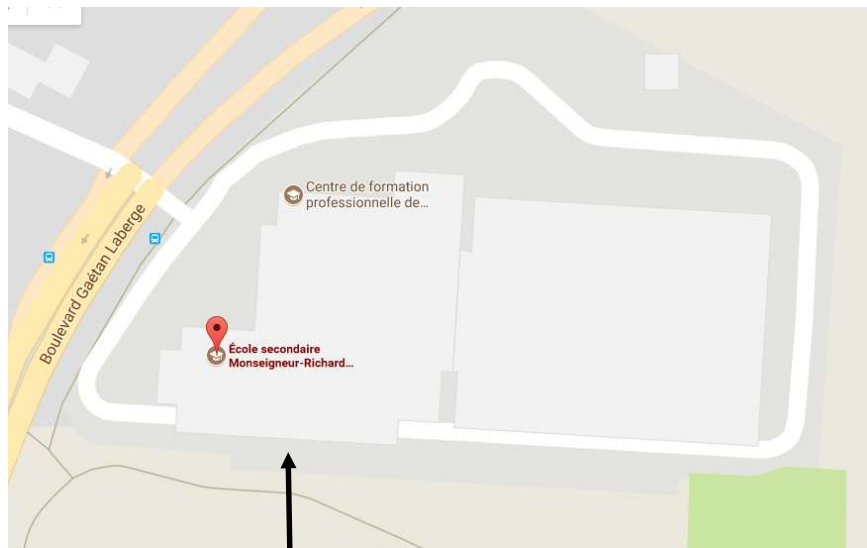 Centre de formation
professionnelle de...
Boulevard Gaétan Laberge
École secondaire
Monseigneur-Richard...